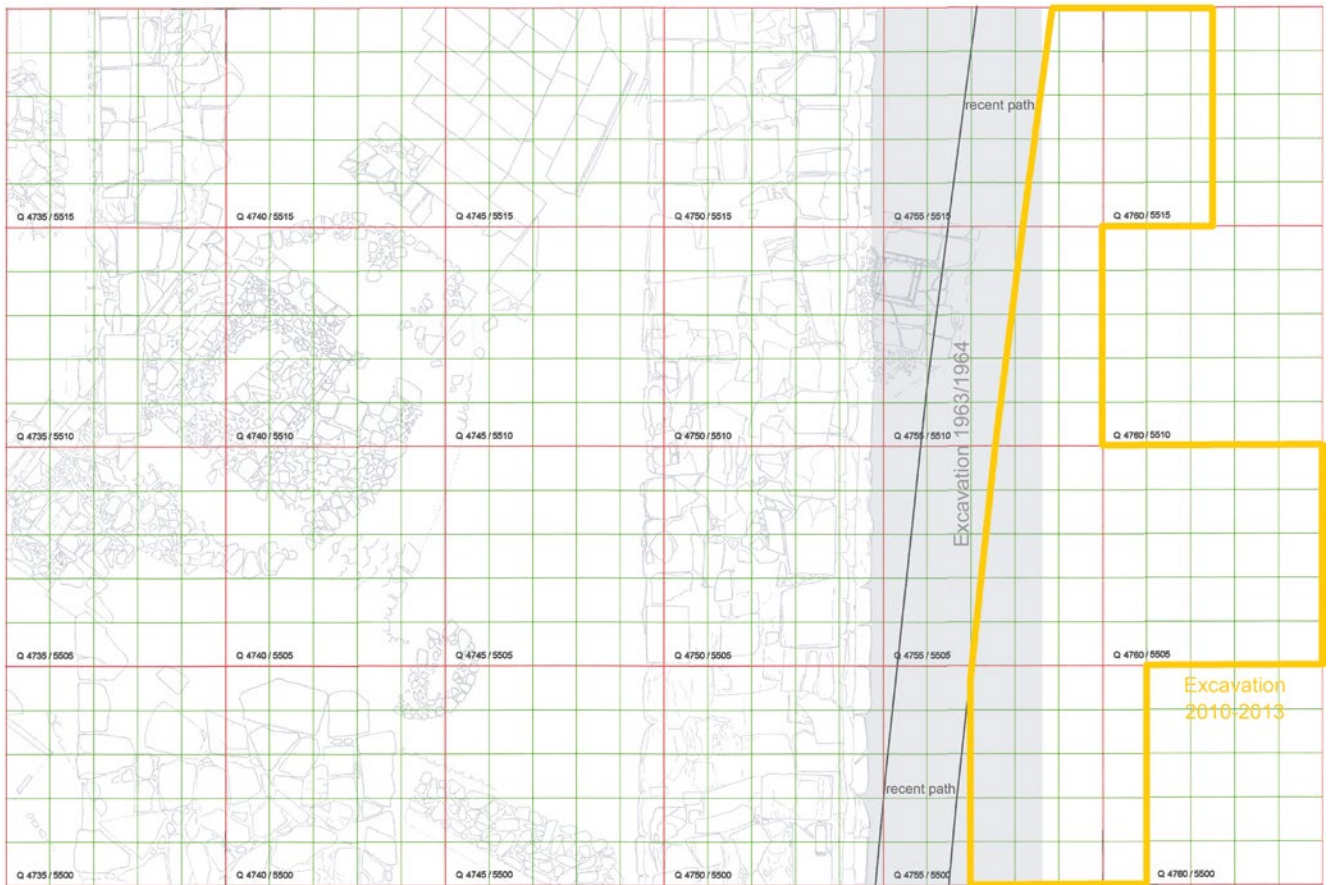 recent path
Q 4735 / 5515
Q 4740 / 5515
Q 4745 / 5515
Q 4750 / 5515
Q 4755 / 5515
Q 4760 / 5515
Excavation 1963/1964
Q 4735 / 5510
Q 4740 / 5510
Q 4745 / 5510
Q 4750 / 5510
Q 4755 / 5510
Q 4760 / 5510
Q 4735 / 5505
Q 4740 / 5505
Q 4745 / 5505
Q 4750 / 5505
Q 4755 / 5505
Q 4760 / 5505
Excavation
2010-2013
recent path
Q 4735 / 5500
Q 4740 / 5500
Q 4745 / 5500
Q 4750 / 5500
Q 4755 / 5500
Q 4760 / 5500